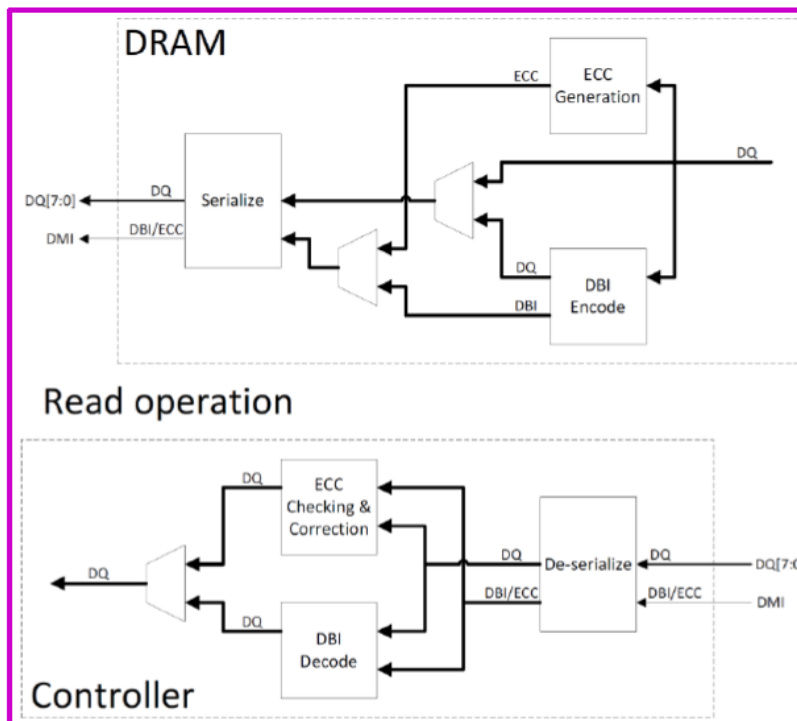 DRAM
ECC
ECC
Generation
DQ
DQ[7:0]
DQ
Serialize
DMI
DBI/ECC
DQ
DBI
Encode
DBI
Read operation
DQ
ECC
Checking &
Correction
DQ
DQ
De-serialize
DQ
DBI/ECC
DBI/ECC
DMI
DQ
DBI
Decode
DQ
Controller